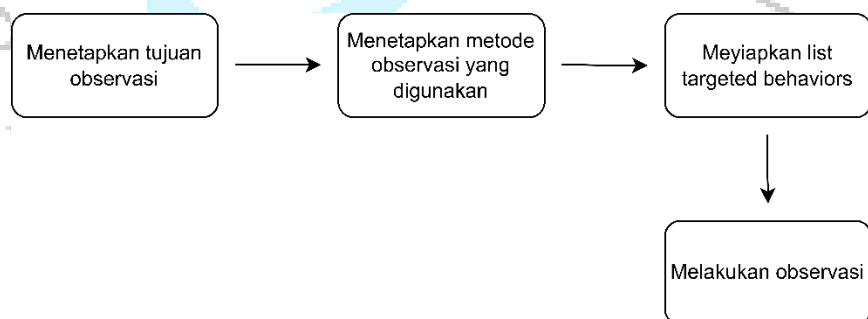 Menetapkan tujuan
observasi
Menetapkan metode
observasi yang
digunakan
Meyiapkan list
targeted behaviors
Melakukan observasi